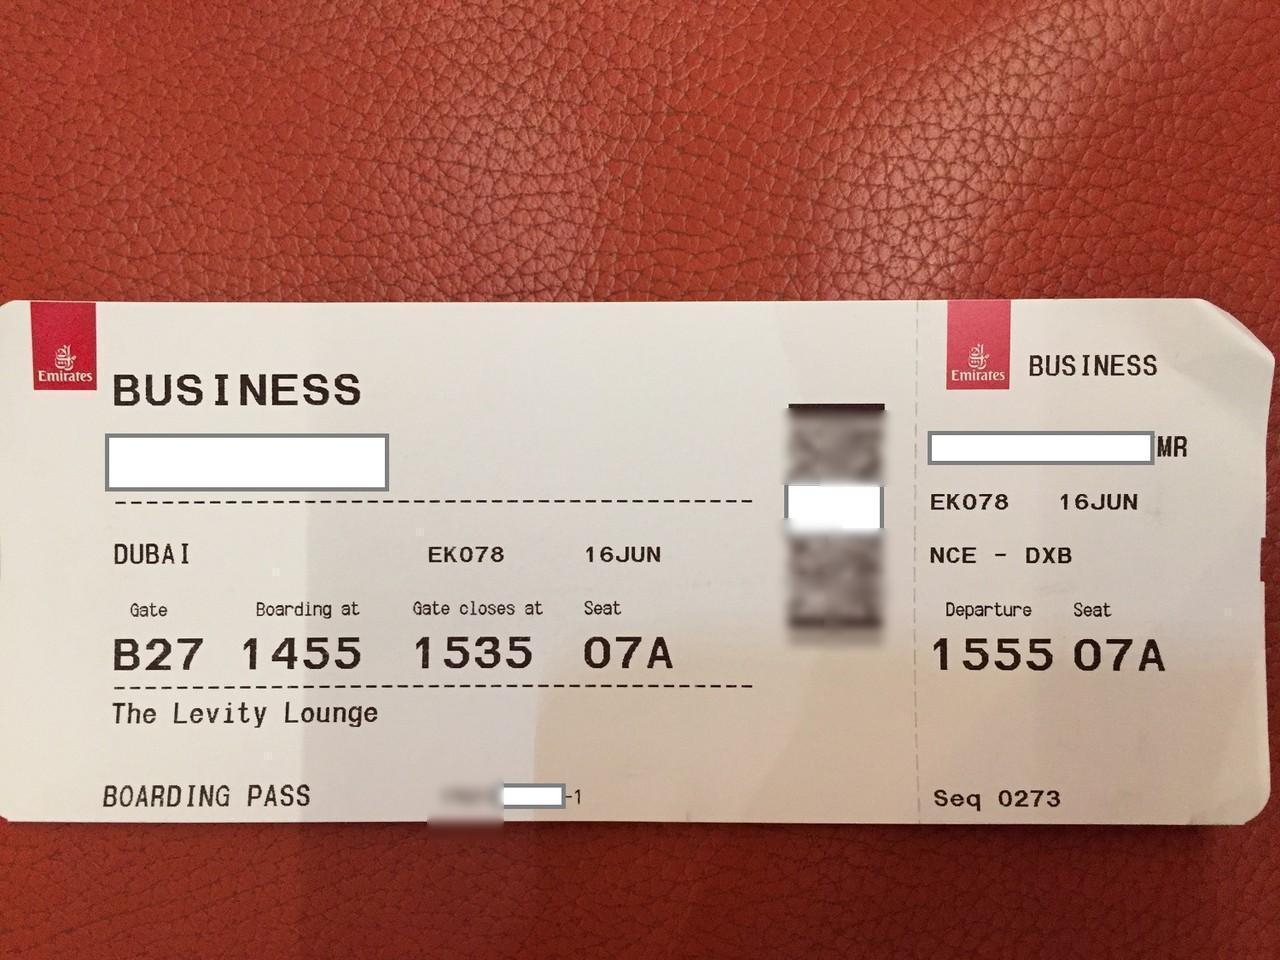 Emirates
BUSINESS
DUBAI EK078 16JUN
Gate Boarding at Gate closes at Seat
B27 1455 1535 07A
The Levity Lounge
BOARDING PASS -1
Emirates
BUSINESS
MR
EK078 16JUN
NCE - DXB
Departure Seat
1555 07A
Seq 0273